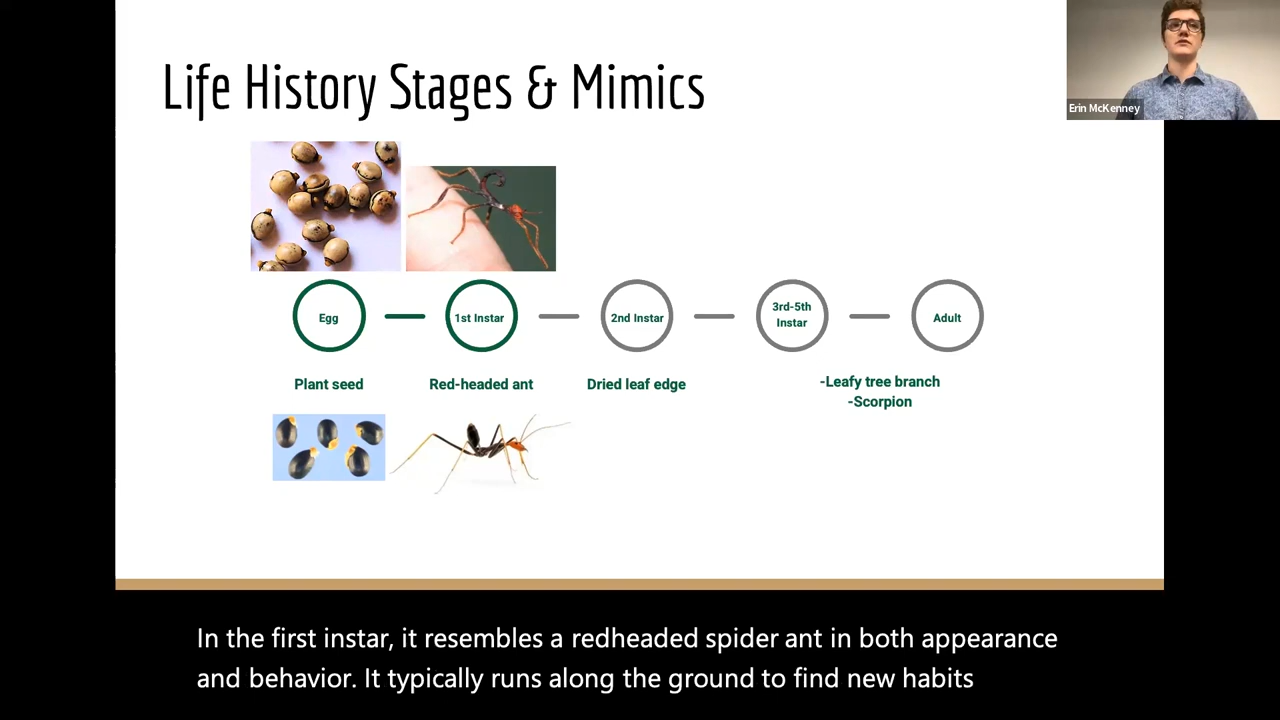 Life History Stages & Mimics
Erin McKenney
Egg
1st Instar
2nd Instar
3rd-5th
Instar
Adult
Plant seed
Red-headed ant
Dried leaf edge
-Leafy tree branch
-Scorpion
In the first instar, it resembles a redheaded spider ant in both appearance
and behavior. It typically runs along the ground to find new habits